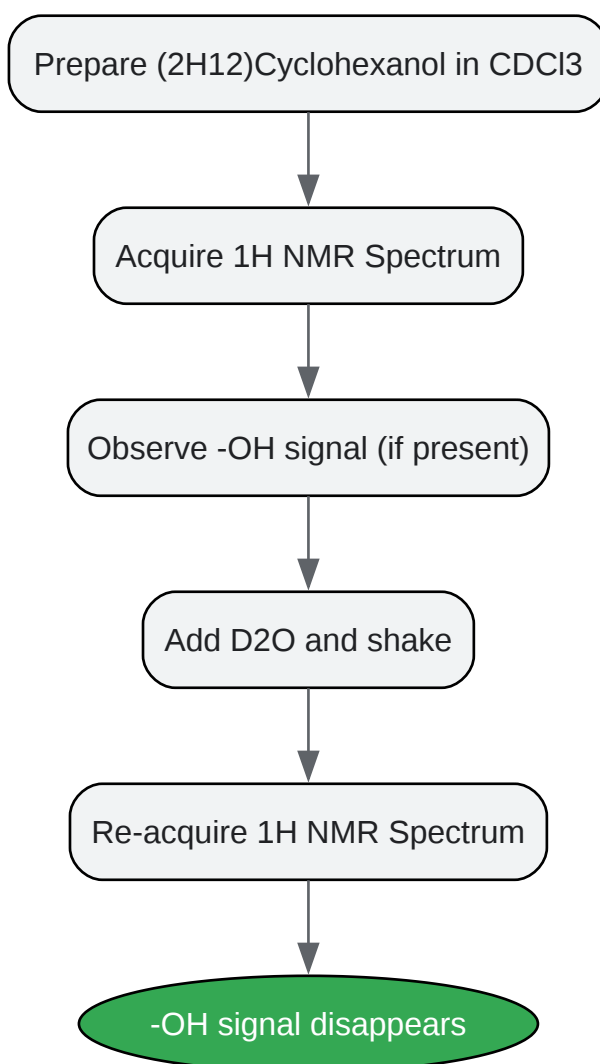 Prepare (2H12)Cyclohexanol in CDCl3
Acquire 1H NMR Spectrum
Observe -OH signal (if present)
Add D2O and shake
Re-acquire 1H NMR Spectrum
-OH signal disappears